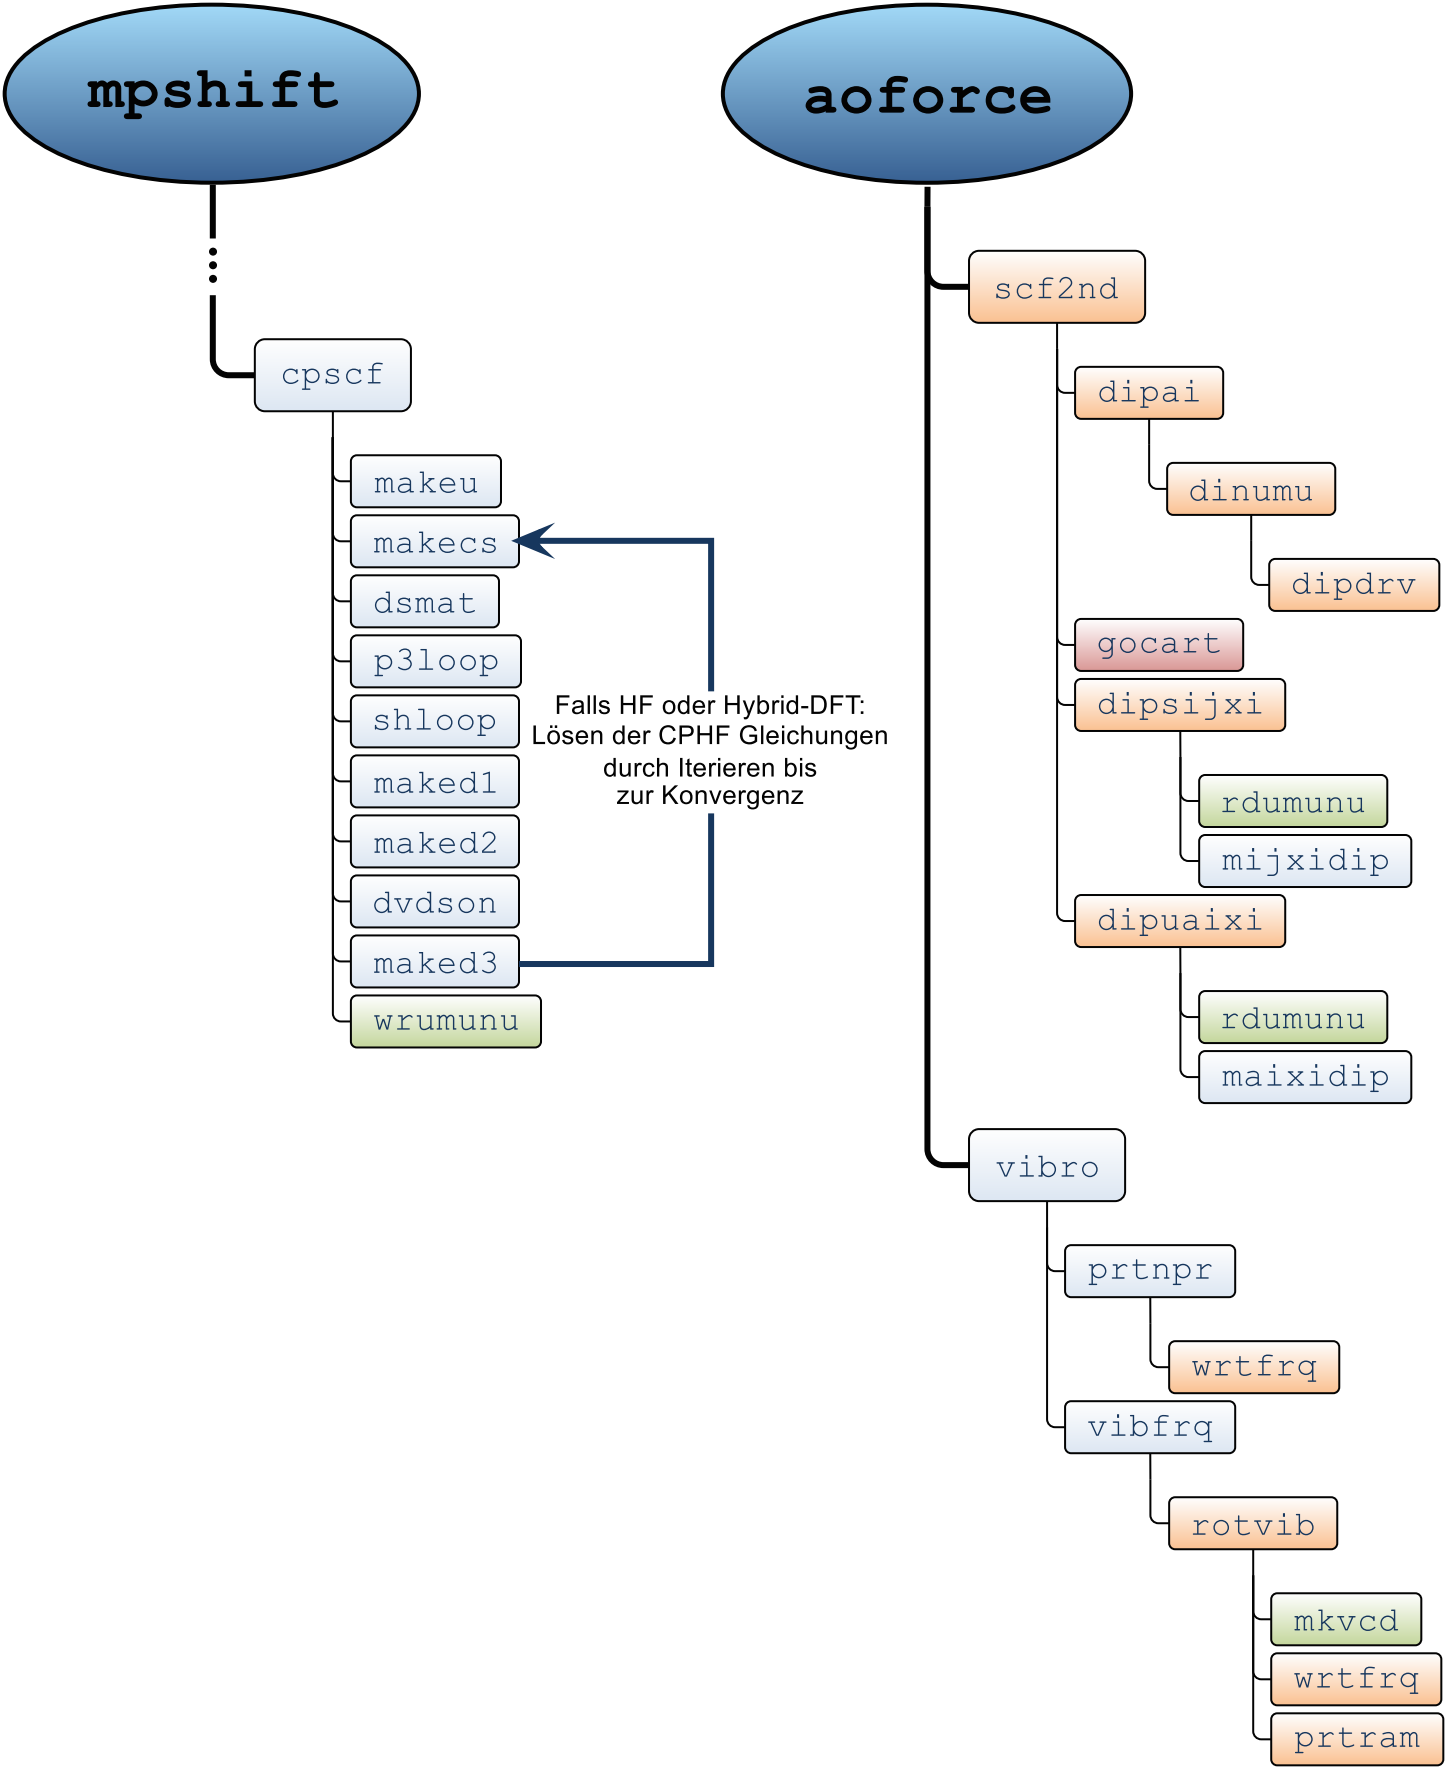 mpshift
cpscf
makeu
makecs
dsmat
p3loop
shloop
maked1
maked2
dvdson
maked3
wrumunu
Falls HF oder Hybrid-DFT:
Lösen der CPHF Gleichungen
durch Iterieren bis
zur Konvergenz
aoforce
scf2nd
dipai
dinumu
dipdrv
gocart
dipsijxi
rdumunu
mijxidip
dipuaixi
rdumunu
maixidip
vibro
prtnpr
wrtfrq
vibfrq
rotvib
mkvcd
wrtfrq
prtram